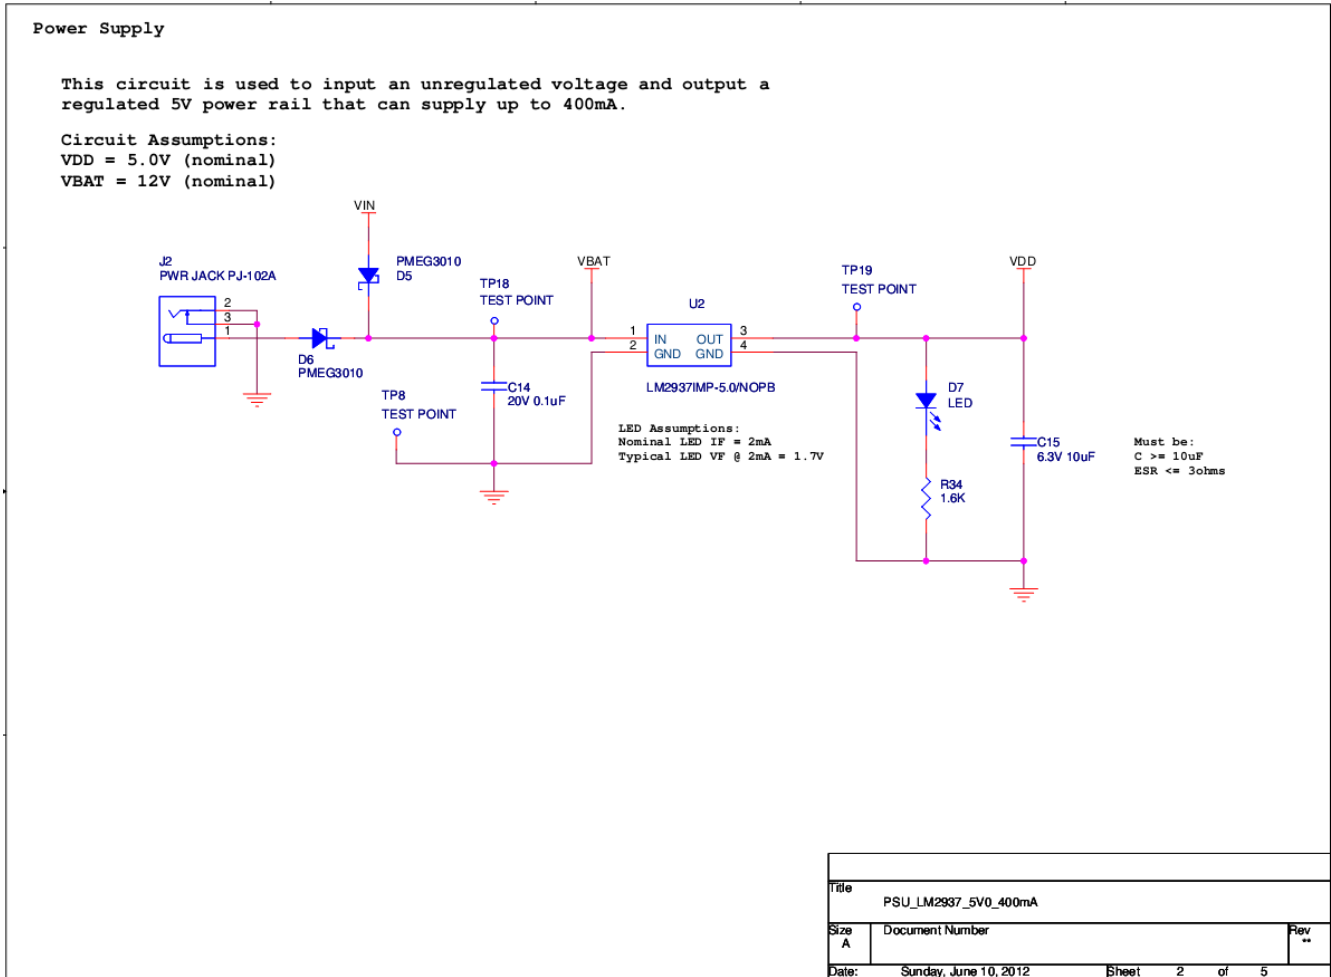 Power Supply
This circuit is used to input an unregulated voltage and output a
regulated 5V power rail that can supply up to 400mA.
Circuit Assumptions:
VDD = 5.0V (nominal)
VBAT = 12V (nominal)
VIN
J2
PWR JACK PJ-102A
2
3
1
PMEG3010
D5
D6
PMEG3010
TP18
TEST POINT
VBAT
C14
20V 0.1uF
TP8
TEST POINT
U2
1
2
IN
GND
OUT
GND
3
4
LM2937IMP-5.0/NOPB
LED Assumptions:
Nominal LED IF = 2mA
Typical LED VF @ 2mA = 1.7V
TP19
TEST POINT
VDD
D7
LED
R34
1.6K
C15
6.3V 10uF
Must be:
C >= 10uF
ESR <= 3ohms
Title
PSU_LM2937_5V0_400mA
Size
A
Document Number
Rev
**
Date:
Sunday, June 10, 2012
Sheet
2
of
5